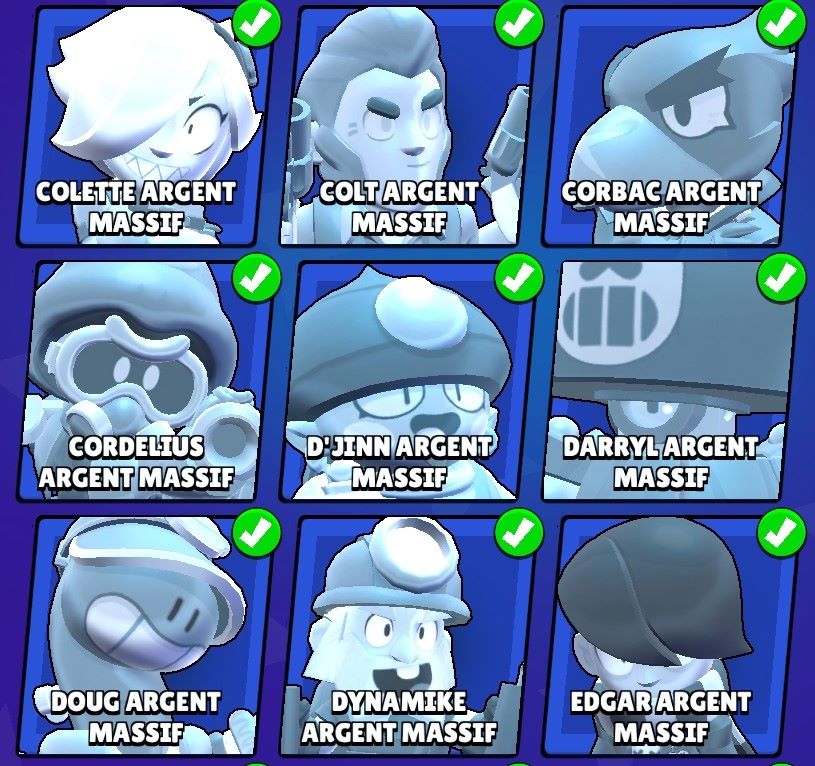 COLETTE ARGENT
MASSIF
COLT ARGENT
MASSIF
CORBAC ARGENT
MASSIF
CORDELIUS
ARGENT MASSIF
D'JINN ARGENT
MASSIF
DARRYL ARGENT
MASSIF
DOUG ARGENT
MASSIF
DYNAMIKE
ARGENT MASSIF
EDGAR ARGENT
MASSIF